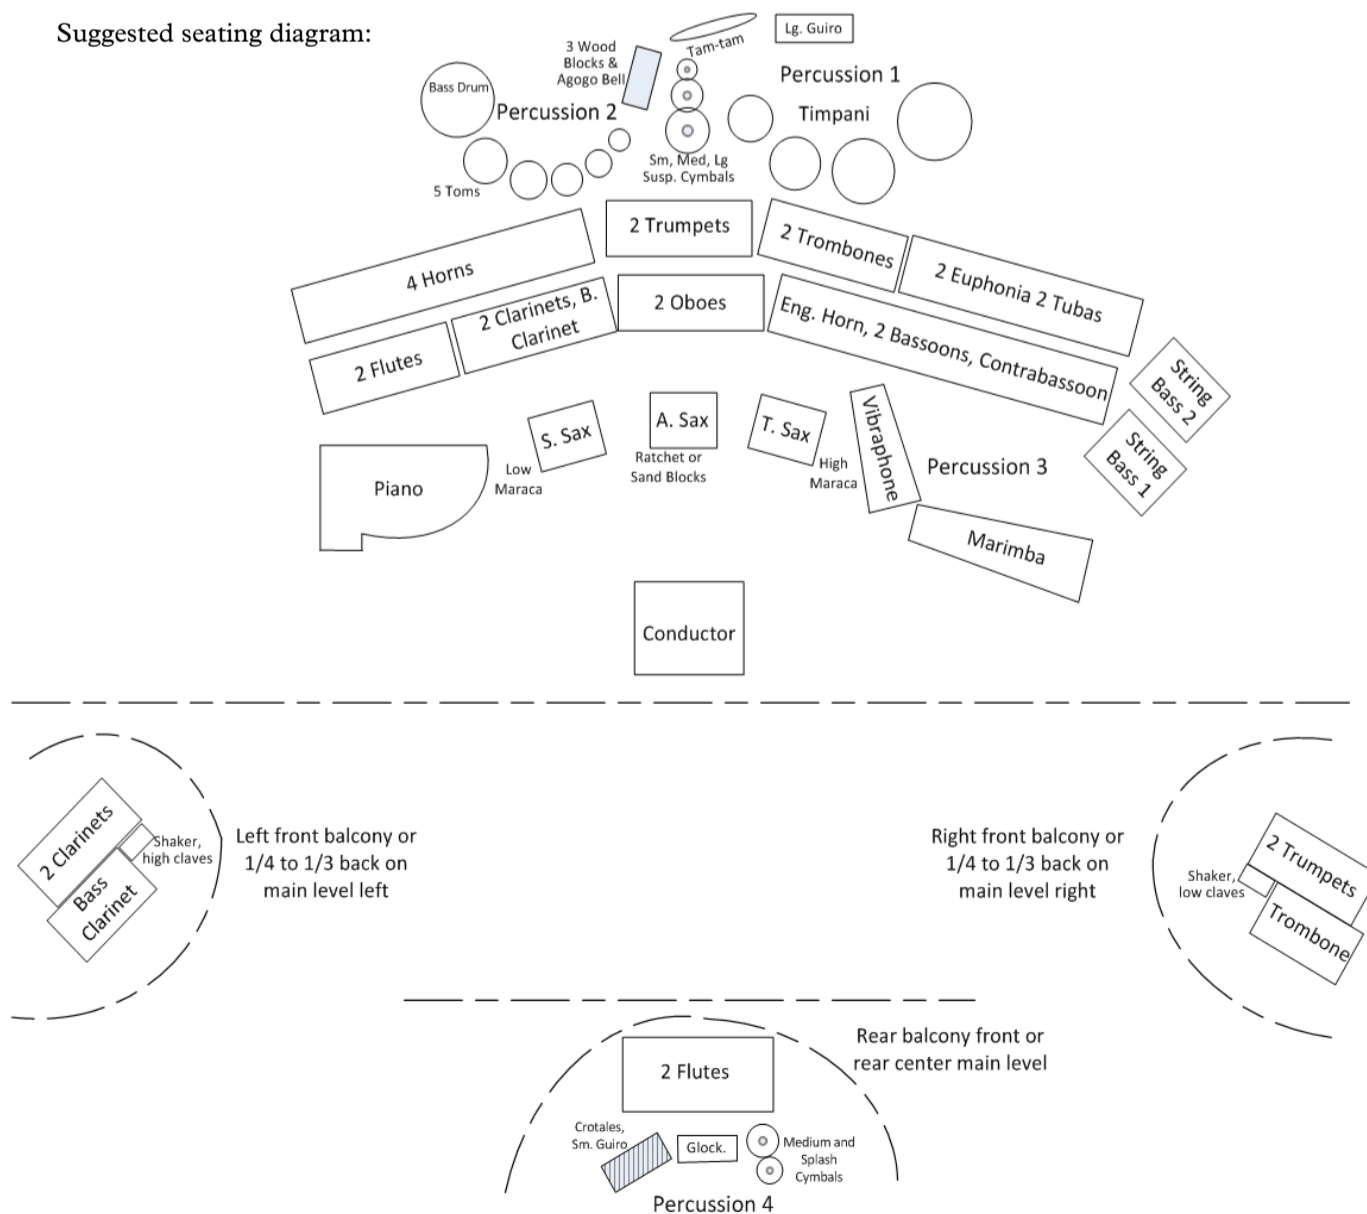 Suggested seating diagram:
Tam-tam
Lg. Guiro
3 Wood
Blocks &
Agogo Bell
Percussion 1
Bass Drum
Percussion 2
Timpani
Sm, Med, Lg
Susp. Cymbals
5 Toms
4 Horns
2 Trumpets
2 Trombones
2 Euphonia 2 Tubas
2 Flutes
2 Clarinets, B.
Clarinet
2 Oboes
Eng. Horn, 2 Bassoons, Contrabassoon
String
Bass 2
String
Bass 1
Piano
Low
Maraca
S. Sax
A. Sax
Ratchet or
Sand Blocks
T. Sax
High
Maraca
Vibraphone
Percussion 3
Marimba
Conductor
2 Clarinets
Bass
Clarinet
Shaker,
high claves
Left front balcony or
1/4 to 1/3 back on
main level left
Right front balcony or
1/4 to 1/3 back on
main level right
Shaker,
low claves
2 Trumpets
Trombone
Rear balcony front or
rear center main level
2 Flutes
Crotales,
Sm. Guiro
Glock.
Medium and
Splash
Cymbals
Percussion 4